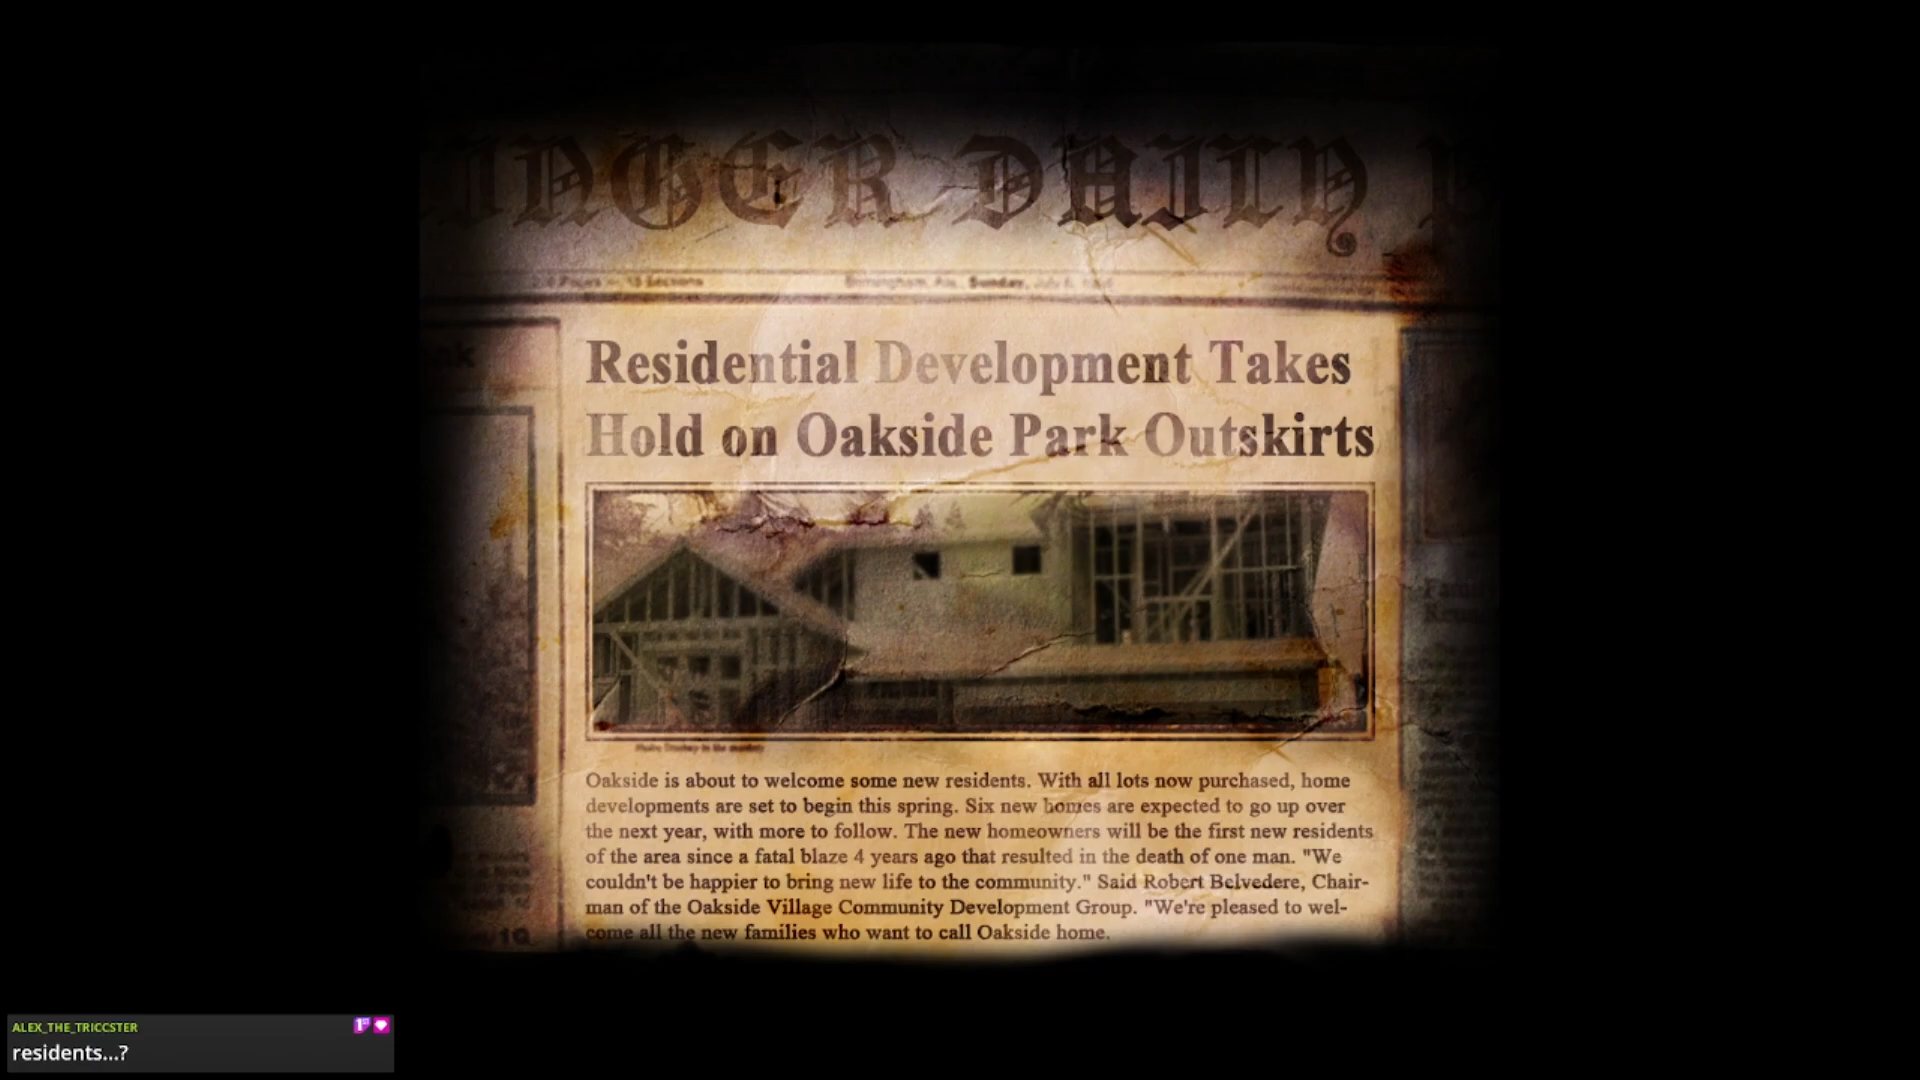 INGER DAILY
Sunday,
Residential Development Takes
Hold on Oakside Park Outskirts
Oakside is about to welcome some new residents. With all lots now purchased, home
developments are set to begin this spring. Six new homes are expected to go up over
the next year, with more to follow. The new homeowners will be the first new residents
of the area since a fatal blaze 4 years ago that resulted in the death of one man. "We
couldn't be happier to bring new life to the community." Said Robert Belvedere, Chair-
man of the Oakside Village Community Development Group. "We're pleased to wel-
come all the new families who want to call Oakside home.
ALEX_THE_TRICCSTER
residents...?